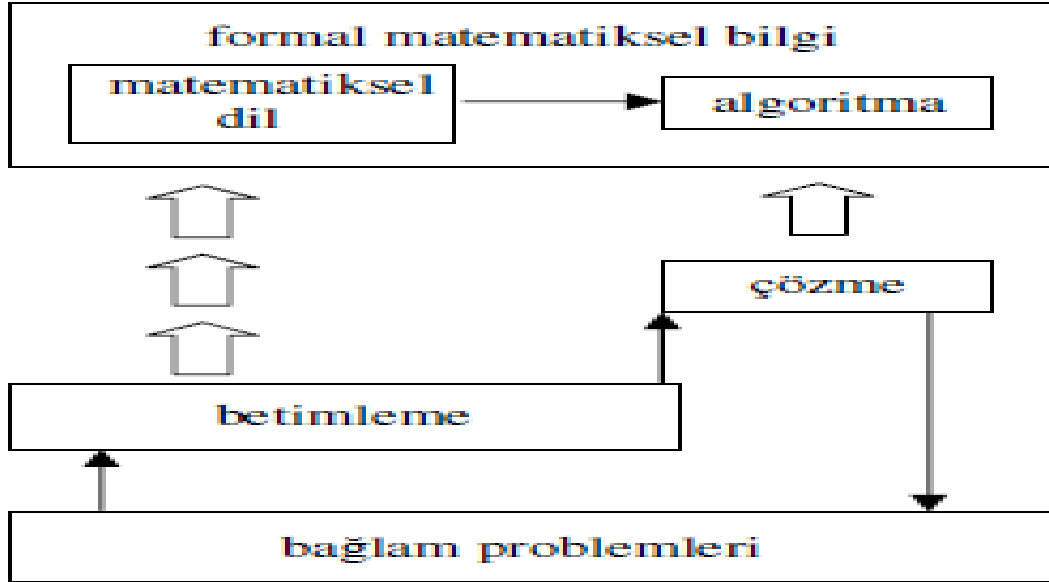 formal matematiksel bilgi
matematiksel
dil
algoritma
çözme
betimleme
bağlam problemleri